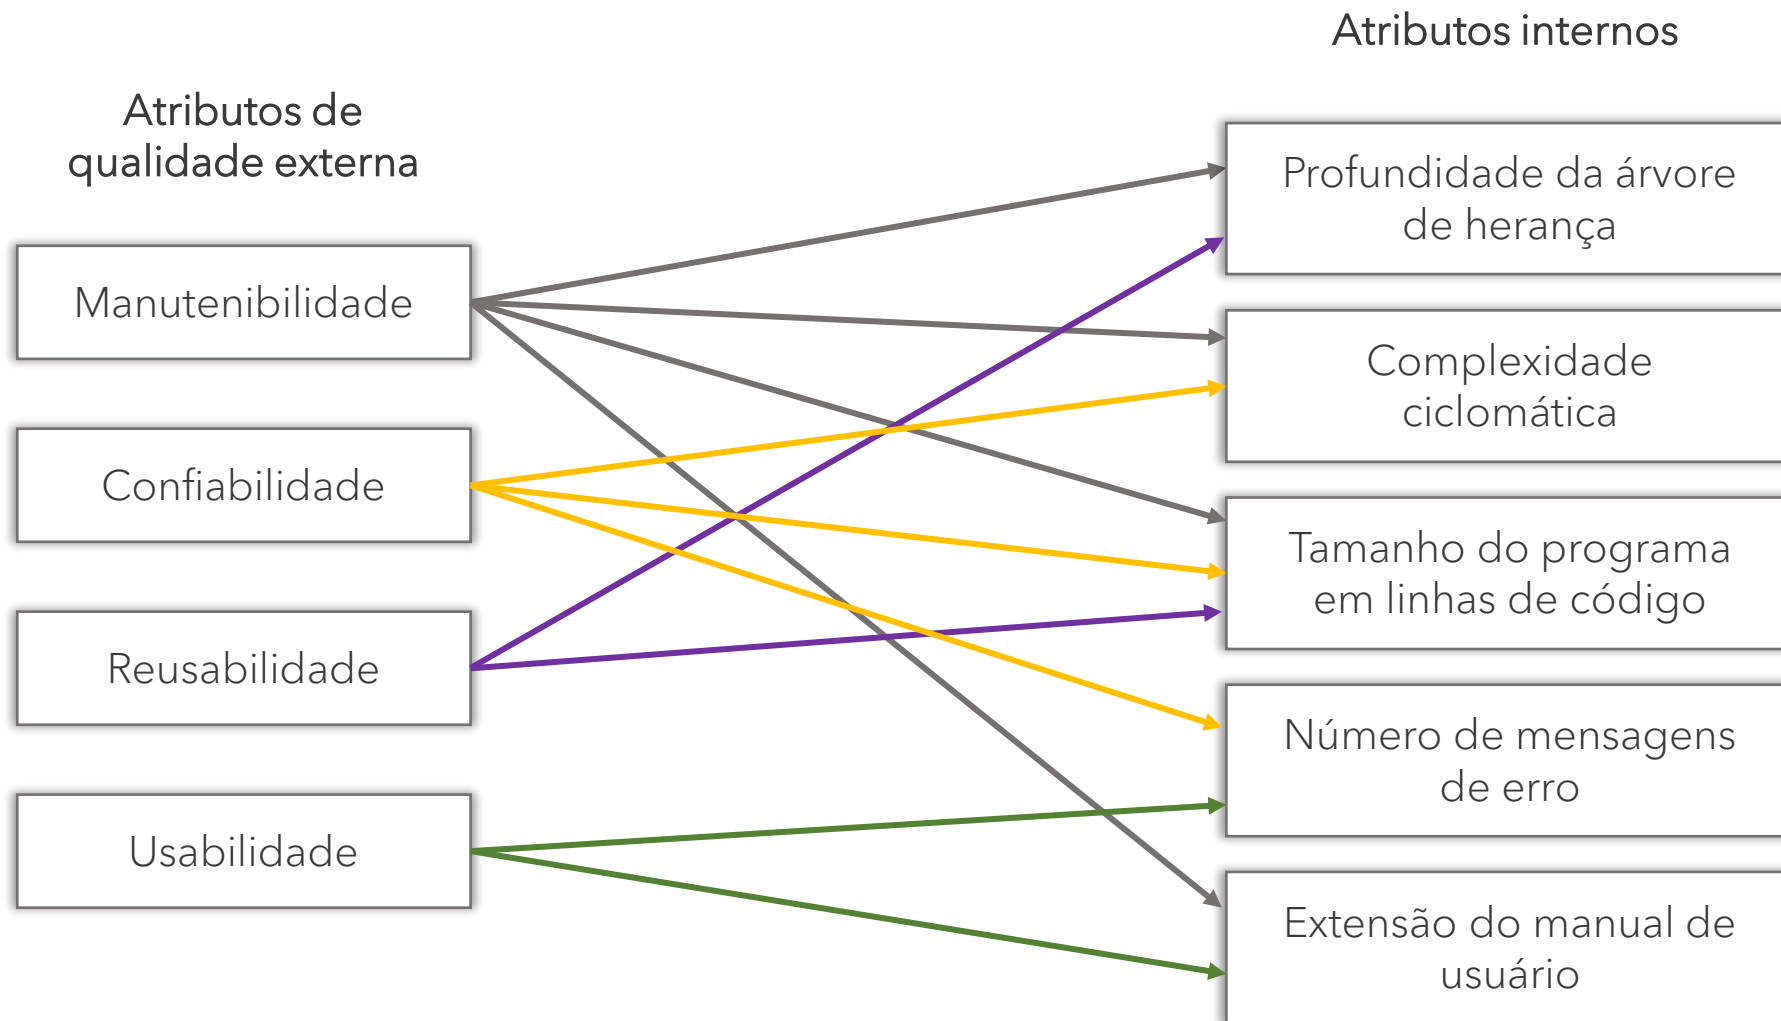 Atributos de
qualidade externa
Manutenibilidade
Confiabilidade
Reusabilidade
Usabilidade
Atributos internos
Profundidade da árvore
de herança
Complexidade
ciclomática
Tamanho do programa
em linhas de código
Número de mensagens
de erro
Extensão do manual de
usuário